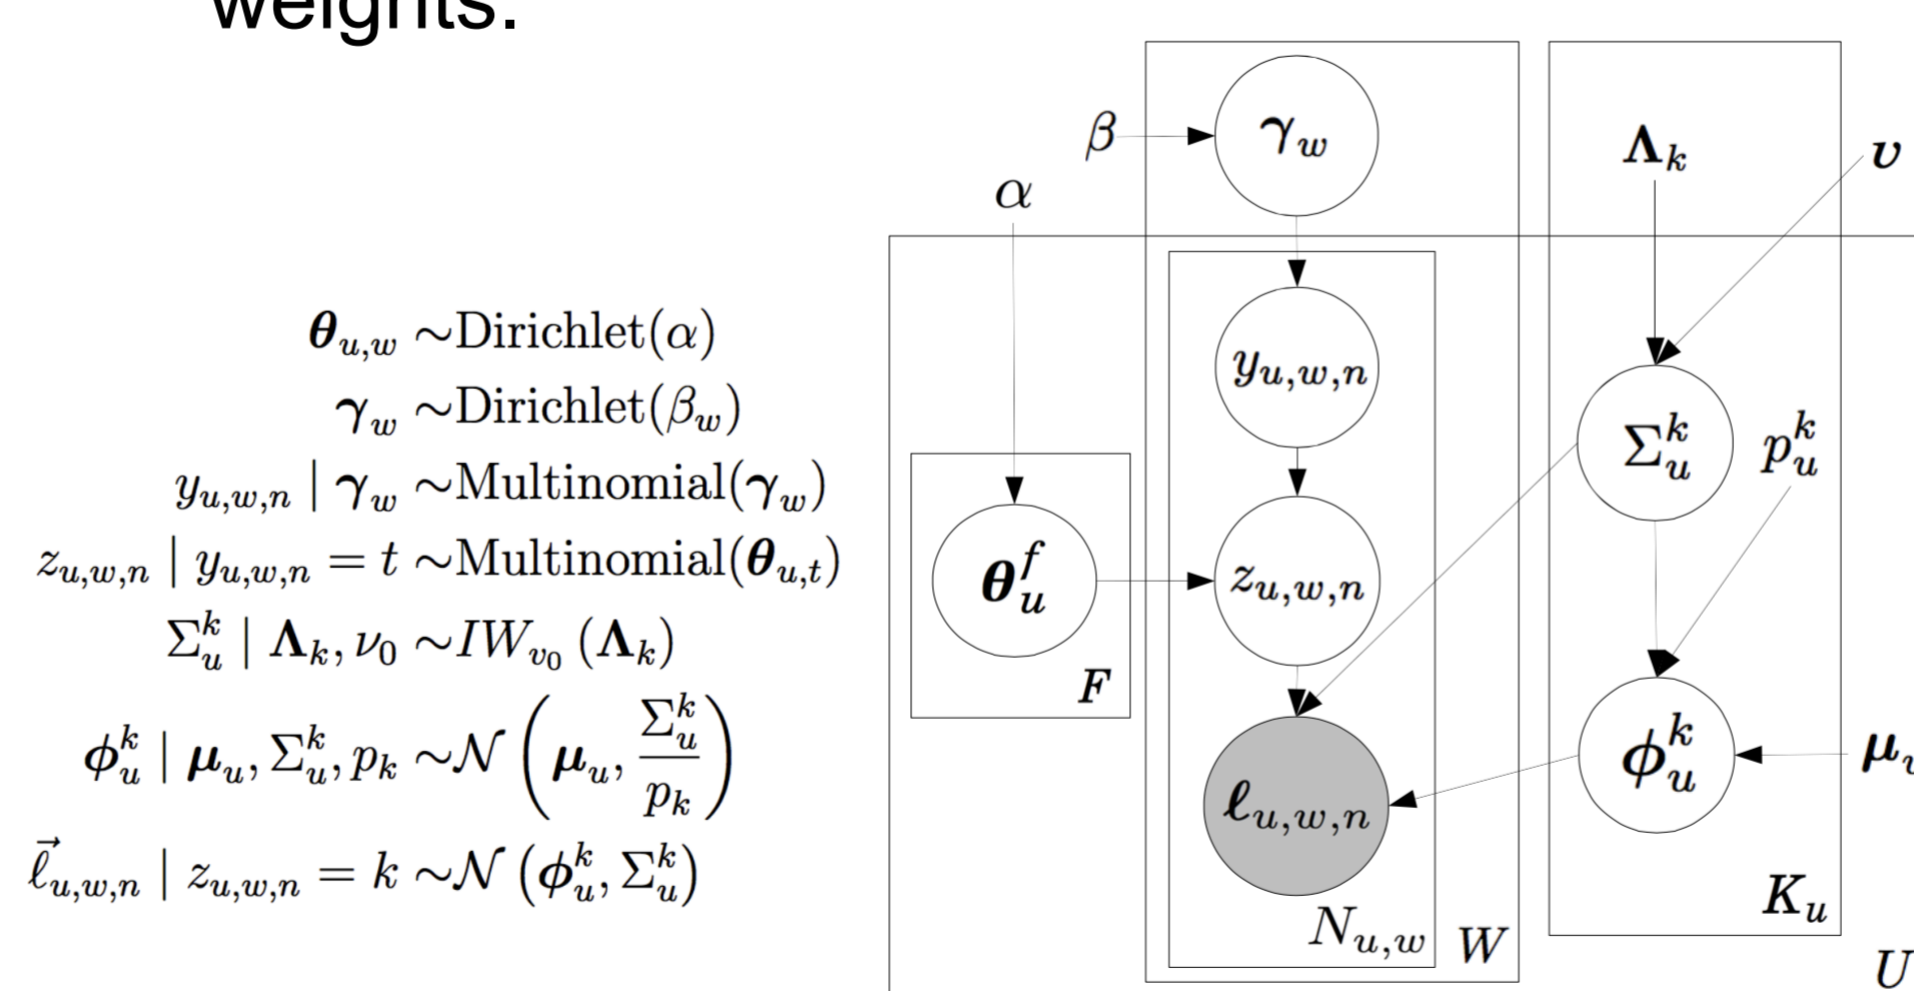 weights.
θ_{u,w} ∼Dirichlet(α)
γ_w ∼Dirichlet(β_w)
y_{u,w,n} | γ_w ∼Multinomial(γ_w)
z_{u,w,n} | y_{u,w,n} = t ∼Multinomial(θ_{u,t})
Σ_u^k | Λ_k, ν_0 ∼IW_{v_0} (Λ_k)
ϕ_u^k | μ_u, Σ_u^k, p_k ∼𝒩 (μ_u, Σ_u^k / p_k)
ℓ⃗_{u,w,n} | z_{u,w,n} = k ∼𝒩 (ϕ_u^k, Σ_u^k)
β
γ_w
α
Λ_k
υ
y_{u,w,n}
Σ_u^k
p_u^k
θ_u^f
z_{u,w,n}
F
ϕ_u^k
μ
ℓ_{u,w,n}
N_{u,w}
W
K_u
U